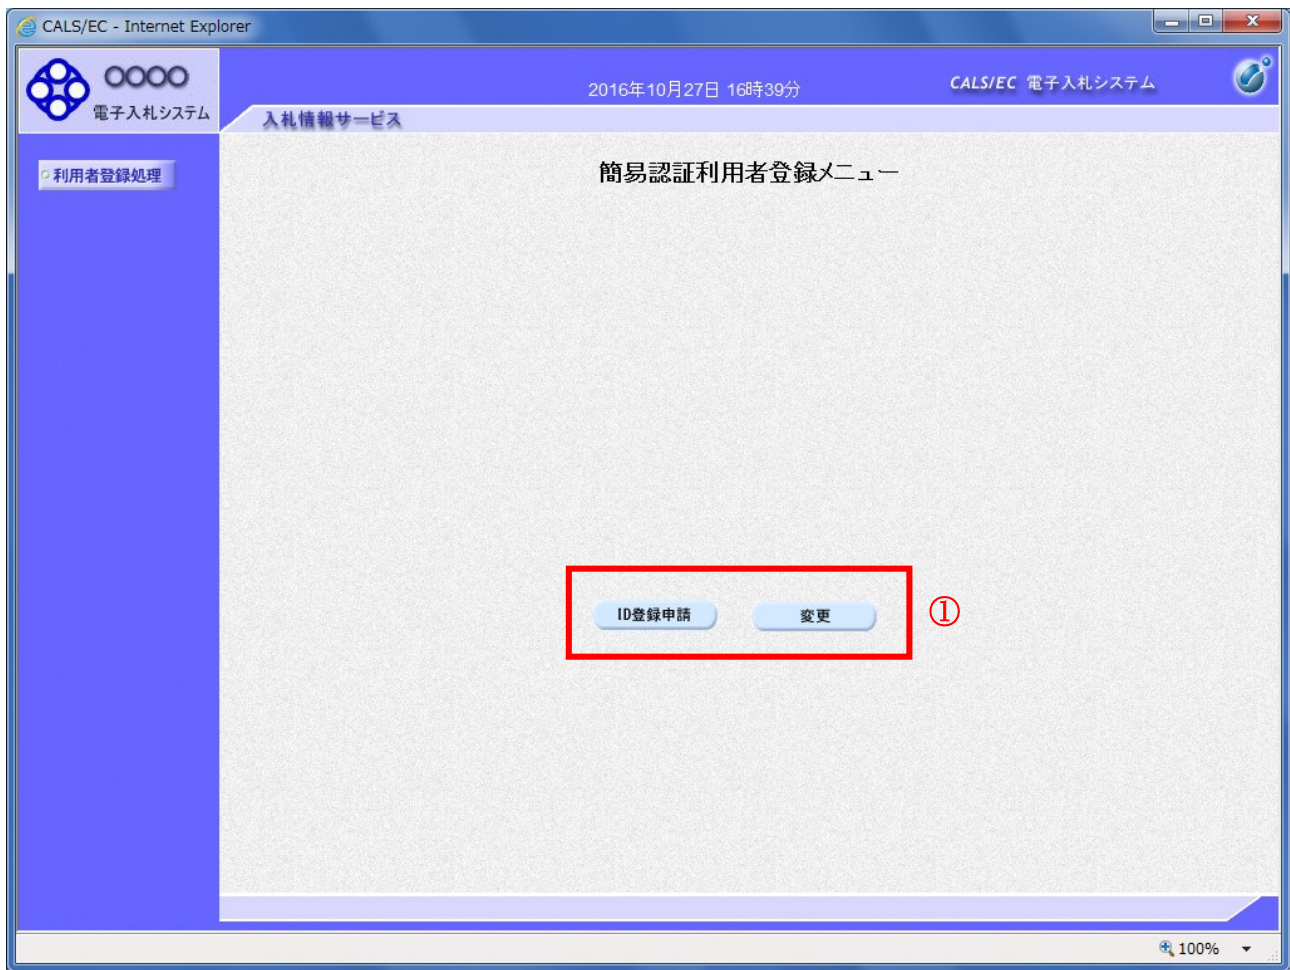 CALS/EC - Internet Explorer
○○○○
電子入札システム
2016年10月27日 16時39分
CALS/EC 電子入札システム
入札情報サービス
利用者登録処理
簡易認証利用者登録メニュー
ID登録申請
変更
①
100%